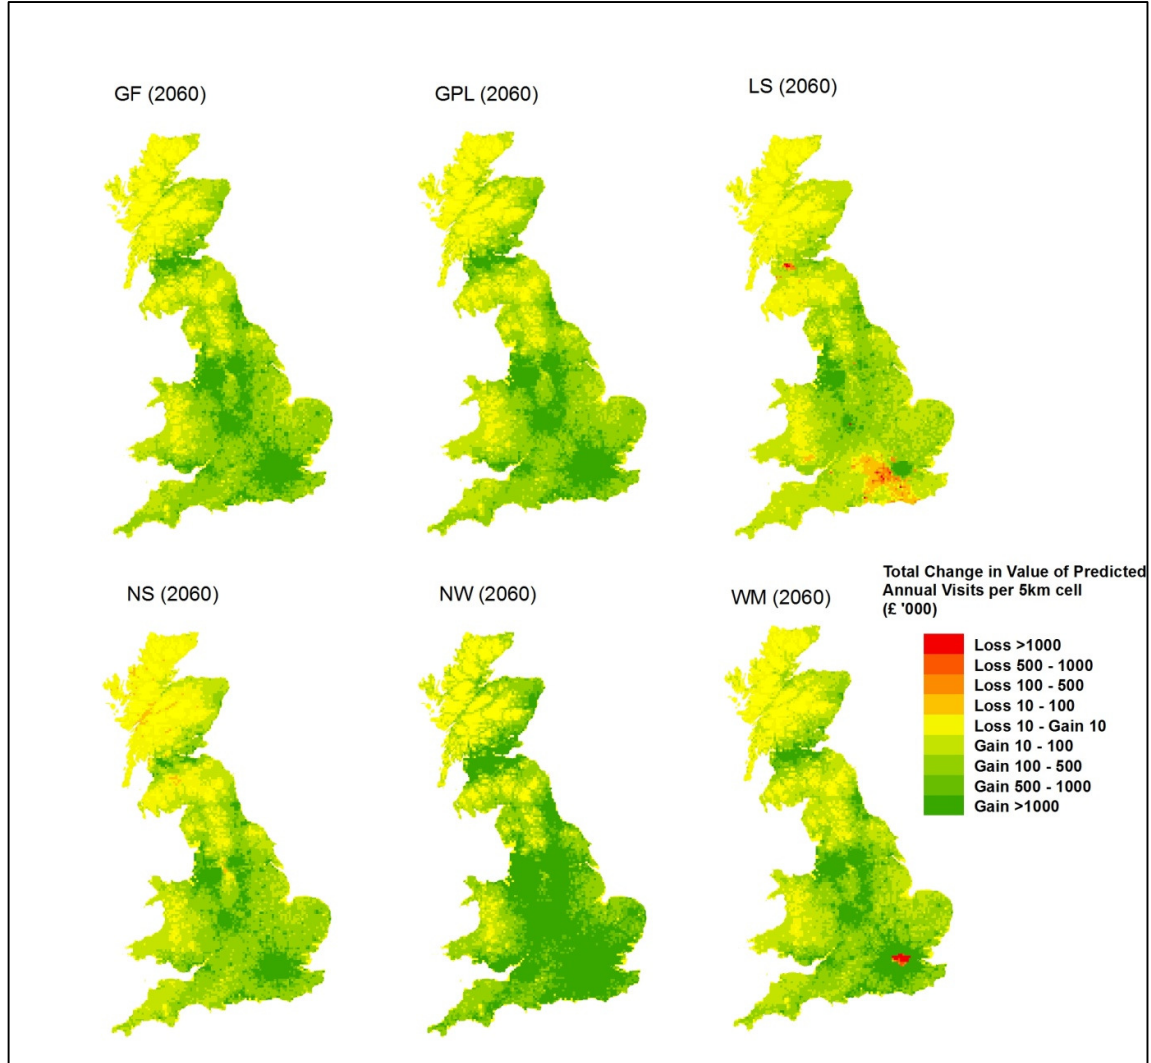 GF (2060)
GPL (2060)
LS (2060)
NS (2060)
NW (2060)
WM (2060)
Total Change in Value of Predicted
Annual Visits per 5km cell
(£ '000)
Loss >1000
Loss 500 - 1000
Loss 100 - 500
Loss 10 - 100
Loss 10 - Gain 10
Gain 10 - 100
Gain 100 - 500
Gain 500 - 1000
Gain >1000